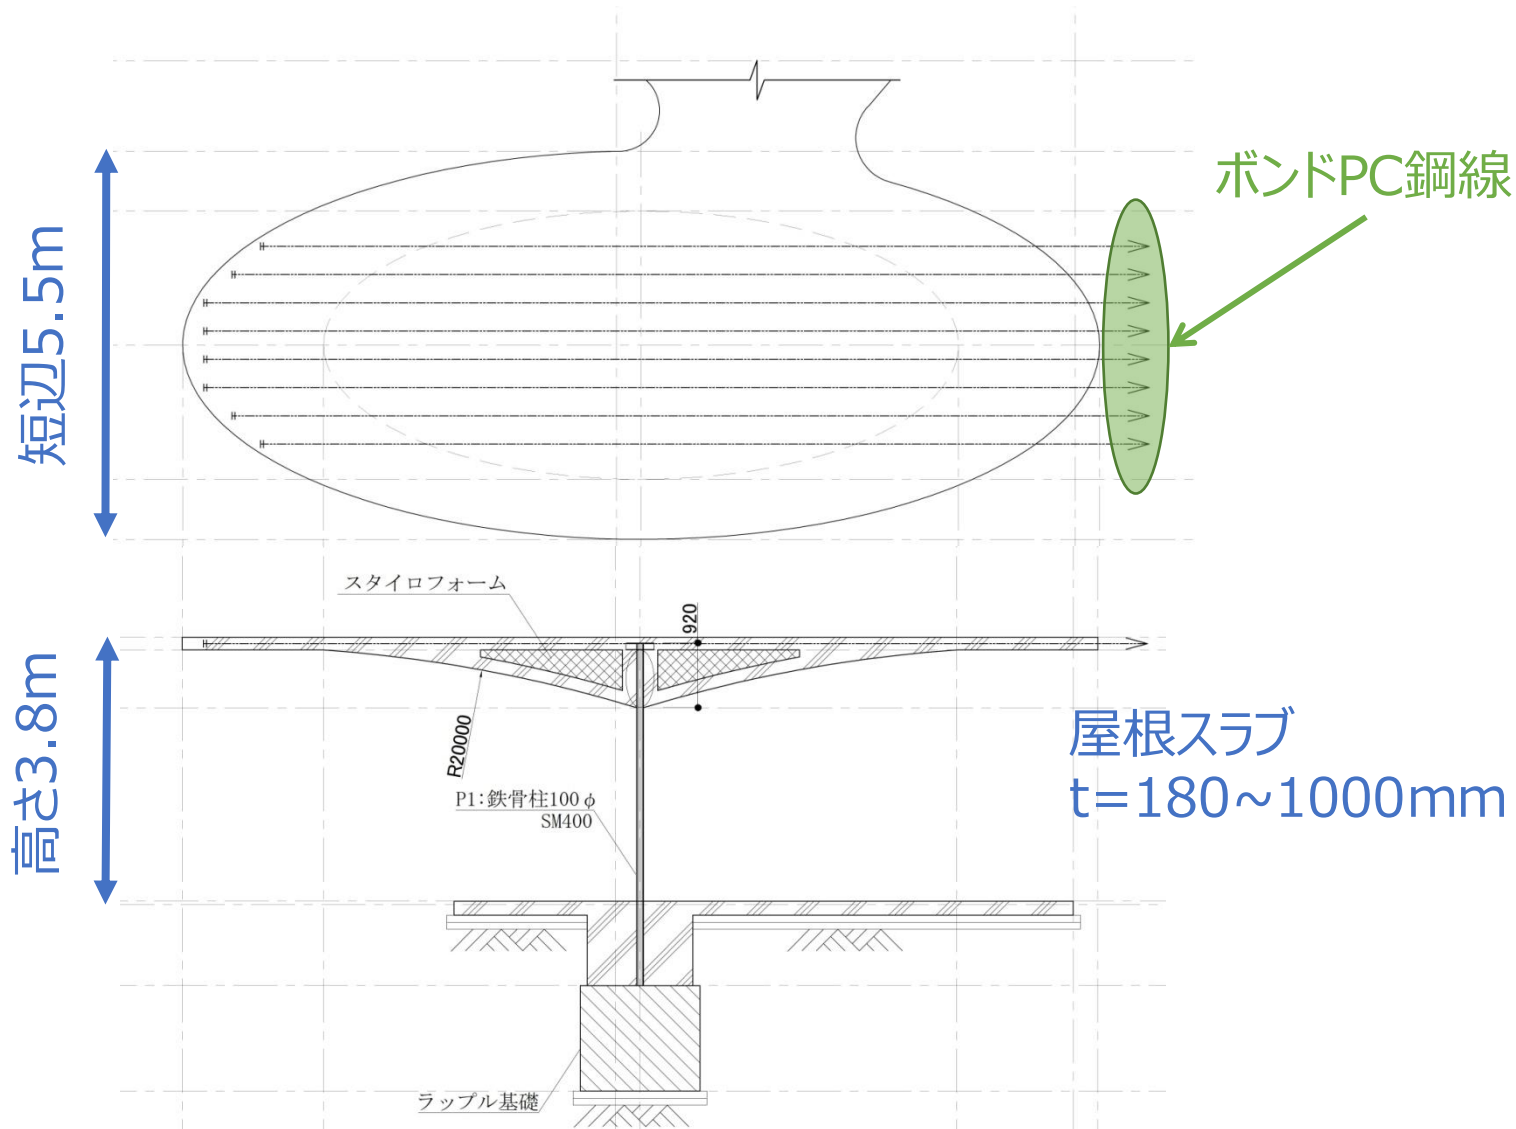 ボンドPC鋼線
短辺5.5m
スタイロフォーム
920
高さ3.8m
R20000
屋根スラブ
t=180~1000mm
P1:鉄骨柱100φ
SM400
ラップル基礎